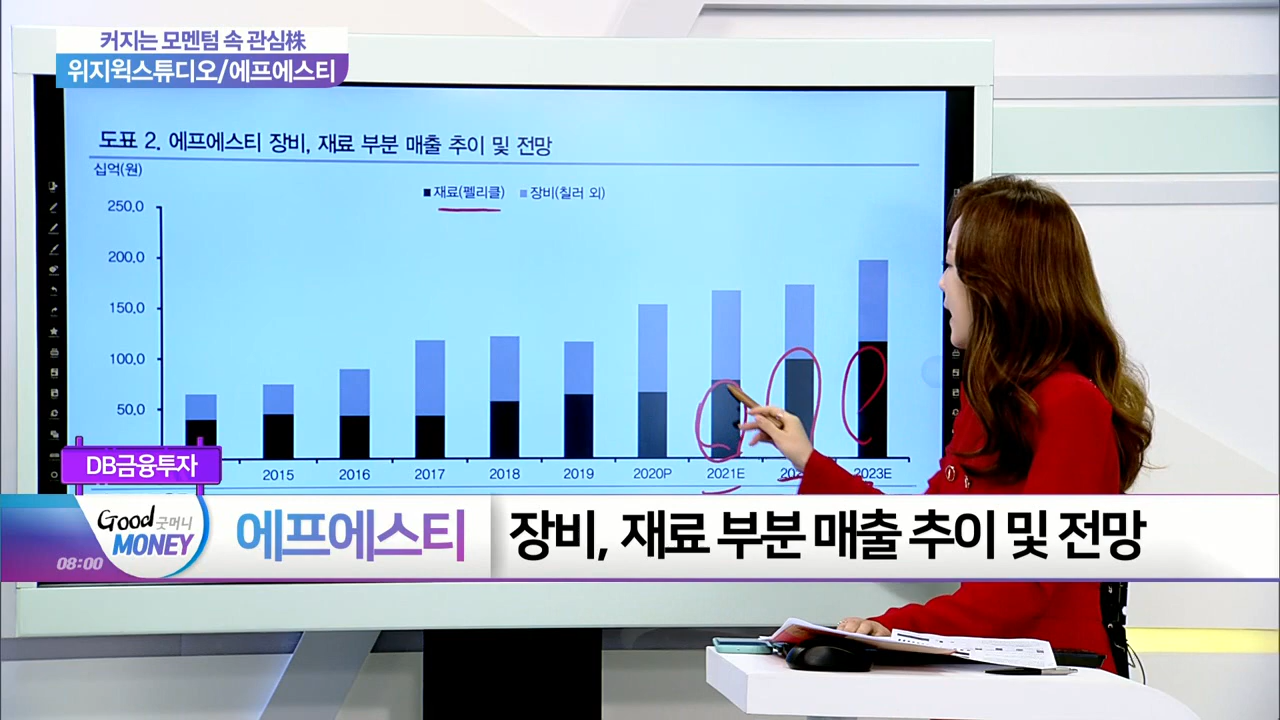 커지는 모멘텀 속 관심株
위지윅스튜디오/에프에스티
도표 2. 에프에스티 장비, 재료 부분 매출 추이 및 전망
십억(원)
재료(펠리클) 장비(칠러 외)
250.0
200.0
150.0
100.0
50.0
2015 2016 2017 2018 2019 2020P 2021E 2023E
DB금융투자
Good 굿머니
MONEY
08:00
에프에스티 장비, 재료 부분 매출 추이 및 전망